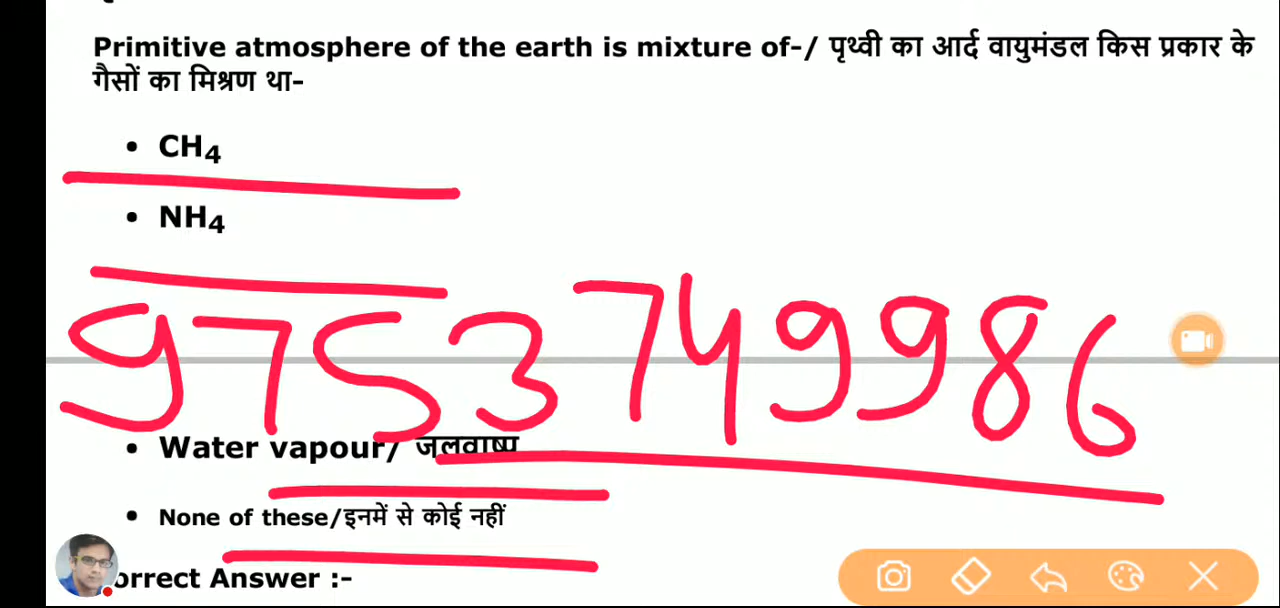 Primitive atmosphere of the earth is mixture of-/ पृथ्वी का आर्द वायुमंडल किस प्रकार के
गैसों का मिश्रण था-
• CH4
• NH4
9753749986
• Water vapour/ जलवाष्प
• None of these/इनमें से कोई नहीं
orrect Answer :-